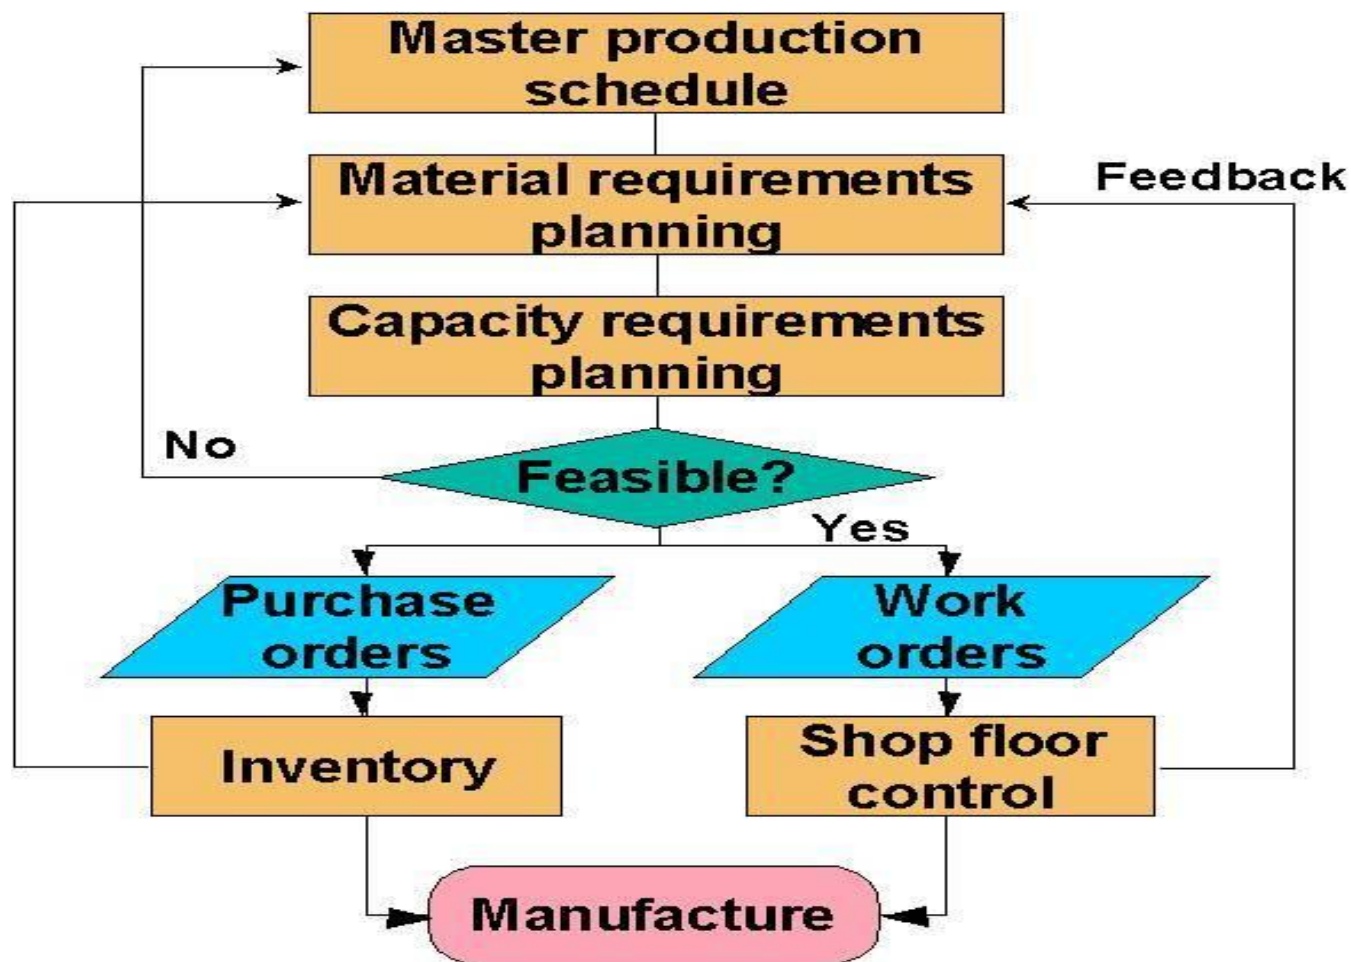 Master production
schedule
Material requirements
planning
Feedback
Capacity requirements
planning
No
Feasible?
Yes
Purchase
orders
Work
orders
Inventory
Shop floor
control
Manufacture